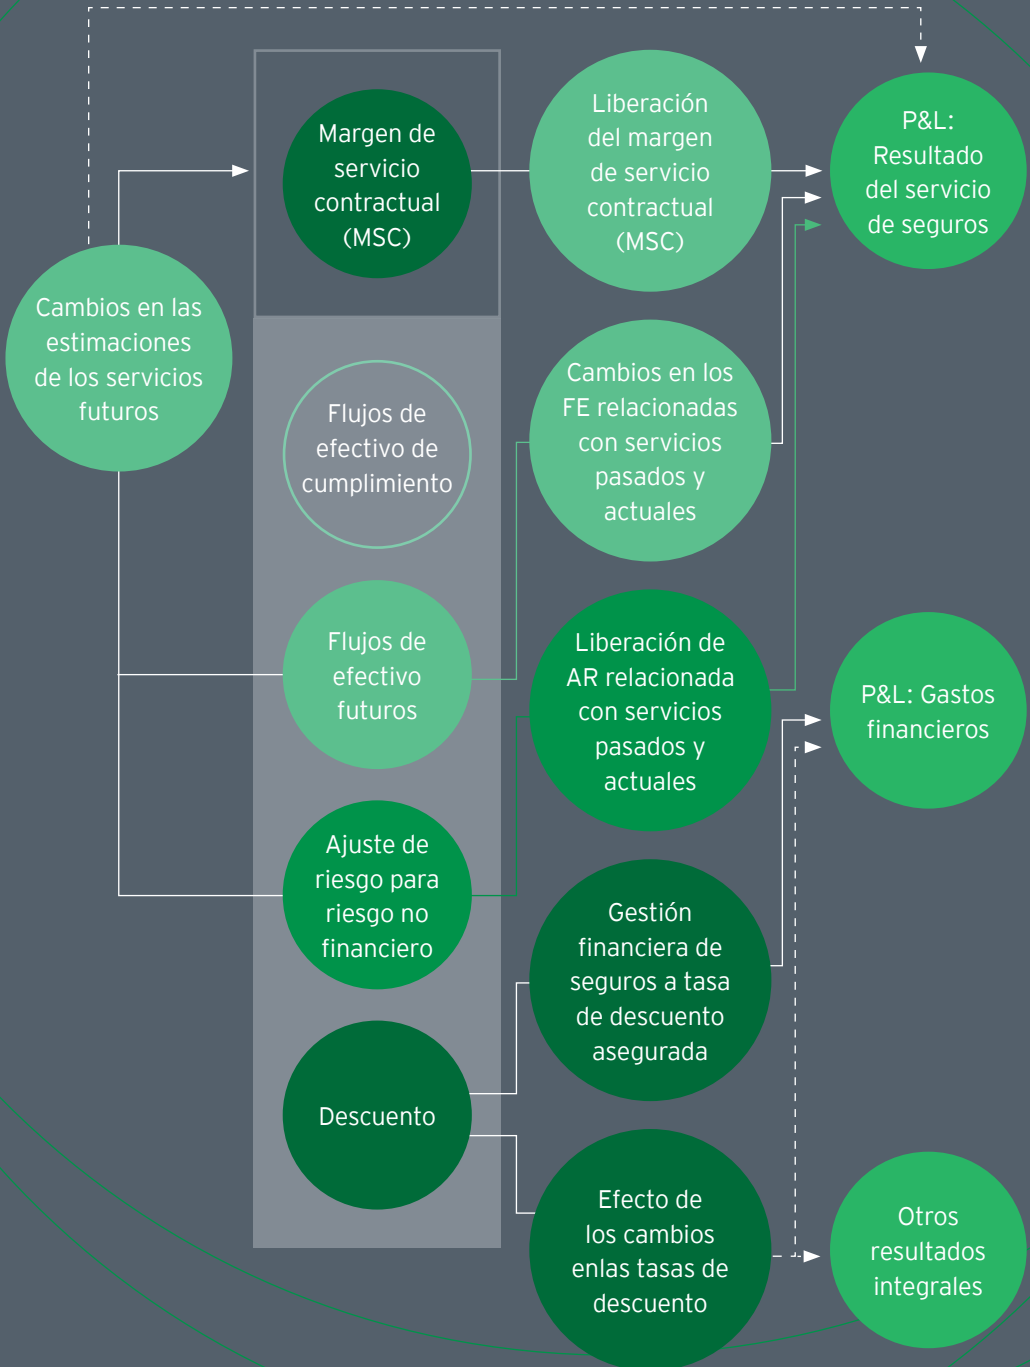 Cambios en las
estimaciones
de los servicios
futuros
Margen de
servicio
contractual
(MSC)
Flujos de
efectivo de
cumplimiento
Flujos de
efectivo
futuros
Ajuste de
riesgo para
riesgo no
financiero
Descuento
Liberación
del margen
de servicio
contractual
(MSC)
Cambios en los
FE relacionadas
con servicios
pasados y
actuales
Liberación de
AR relacionada
con servicios
pasados y
actuales
Gestión
financiera de
seguros a tasa
de descuento
asegurada
Efecto de
los cambios
enlas tasas de
descuento
P&L:
Resultado
del servicio
de seguros
P&L: Gastos
financieros
Otros
resultados
integrales